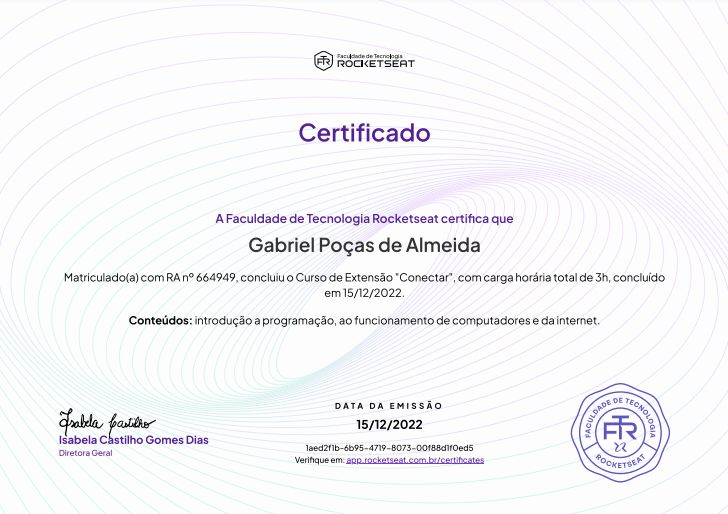 Faculdade de Tecnologia
ROCKETSEAT
Certificado
A Faculdade de Tecnologia Rocketseat certifica que
Gabriel Poças de Almeida
Matriculado(a) com RA nº 664949, concluiu o Curso de Extensão "Conectar", com carga horária total de 3h, concluído
em 15/12/2022.
Conteúdos: introdução a programação, ao funcionamento de computadores e da internet.
Isabela Castilho
Isabela Castilho Gomes Dias
Diretora Geral
DATA DA EMISSÃO
15/12/2022
1aed2f1b-6b95-4719-8073-00f88d1f0ed5
Verifique em: app.rocketseat.com.br/certificates
FACULDADE DE TECNOLOGIA
FTR
22
ROCKETSEAT